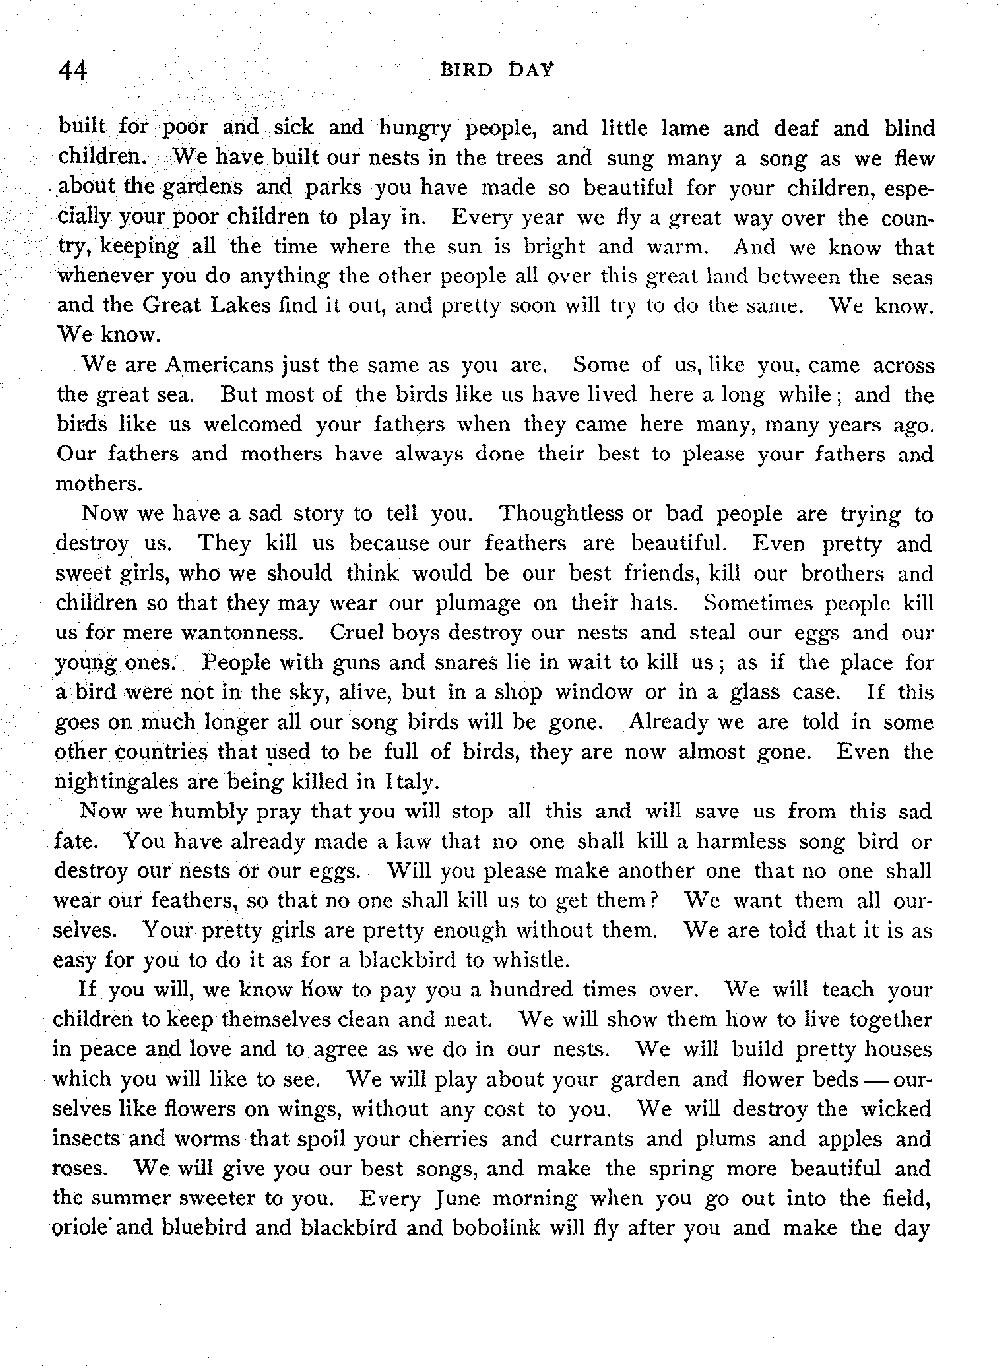 44 BIRD DAY
built for poor and sick and hungry people, and little lame and deaf and blind
children. We have built our nests in the trees and sung many a song as we flew
about the gardens and parks you have made so beautiful for your children, espe-
cially your poor children to play in. Every year we fly a great way over the coun-
try, keeping all the time where the sun is bright and warm. And we know that
whenever you do anything the other people all over this great land between the seas
and the Great Lakes find it out, and pretty soon will try to do the same. We know.
We know.
We are Americans just the same as you are. Some of us, like you, came across
the great sea. But most of the birds like us have lived here a long while; and the
birds like us welcomed your fathers when they came here many, many years ago.
Our fathers and mothers have always done their best to please your fathers and
mothers.
Now we have a sad story to tell you. Thoughtless or bad people are trying to
destroy us. They kill us because our feathers are beautiful. Even pretty and
sweet girls, who we should think would be our best friends, kill our brothers and
children so that they may wear our plumage on their hats. Sometimes people kill
us for mere wantonness. Cruel boys destroy our nests and steal our eggs and our
young ones. People with guns and snares lie in wait to kill us; as if the place for
a bird were not in the sky, alive, but in a shop window or in a glass case. If this
goes on much longer all our song birds will be gone. Already we are told in some
other countries that used to be full of birds, they are now almost gone. Even the
nightingales are being killed in Italy.
Now we humbly pray that you will stop all this and will save us from this sad
fate. You have already made a law that no one shall kill a harmless song bird or
destroy our nests or our eggs. Will you please make another one that no one shall
wear our feathers, so that no one shall kill us to get them? We want them all our-
selves. Your pretty girls are pretty enough without them. We are told that it is as
easy for you to do it as for a blackbird to whistle.
If you will, we know how to pay you a hundred times over. We will teach your
children to keep themselves clean and neat. We will show them how to live together
in peace and love and to agree as we do in our nests. We will build pretty houses
which you will like to see. We will play about your garden and flower beds — our-
selves like flowers on wings, without any cost to you. We will destroy the wicked
insects and worms that spoil your cherries and currants and plums and apples and
roses. We will give you our best songs, and make the spring more beautiful and
the summer sweeter to you. Every June morning when you go out into the field,
oriole and bluebird and blackbird and bobolink will fly after you and make the day